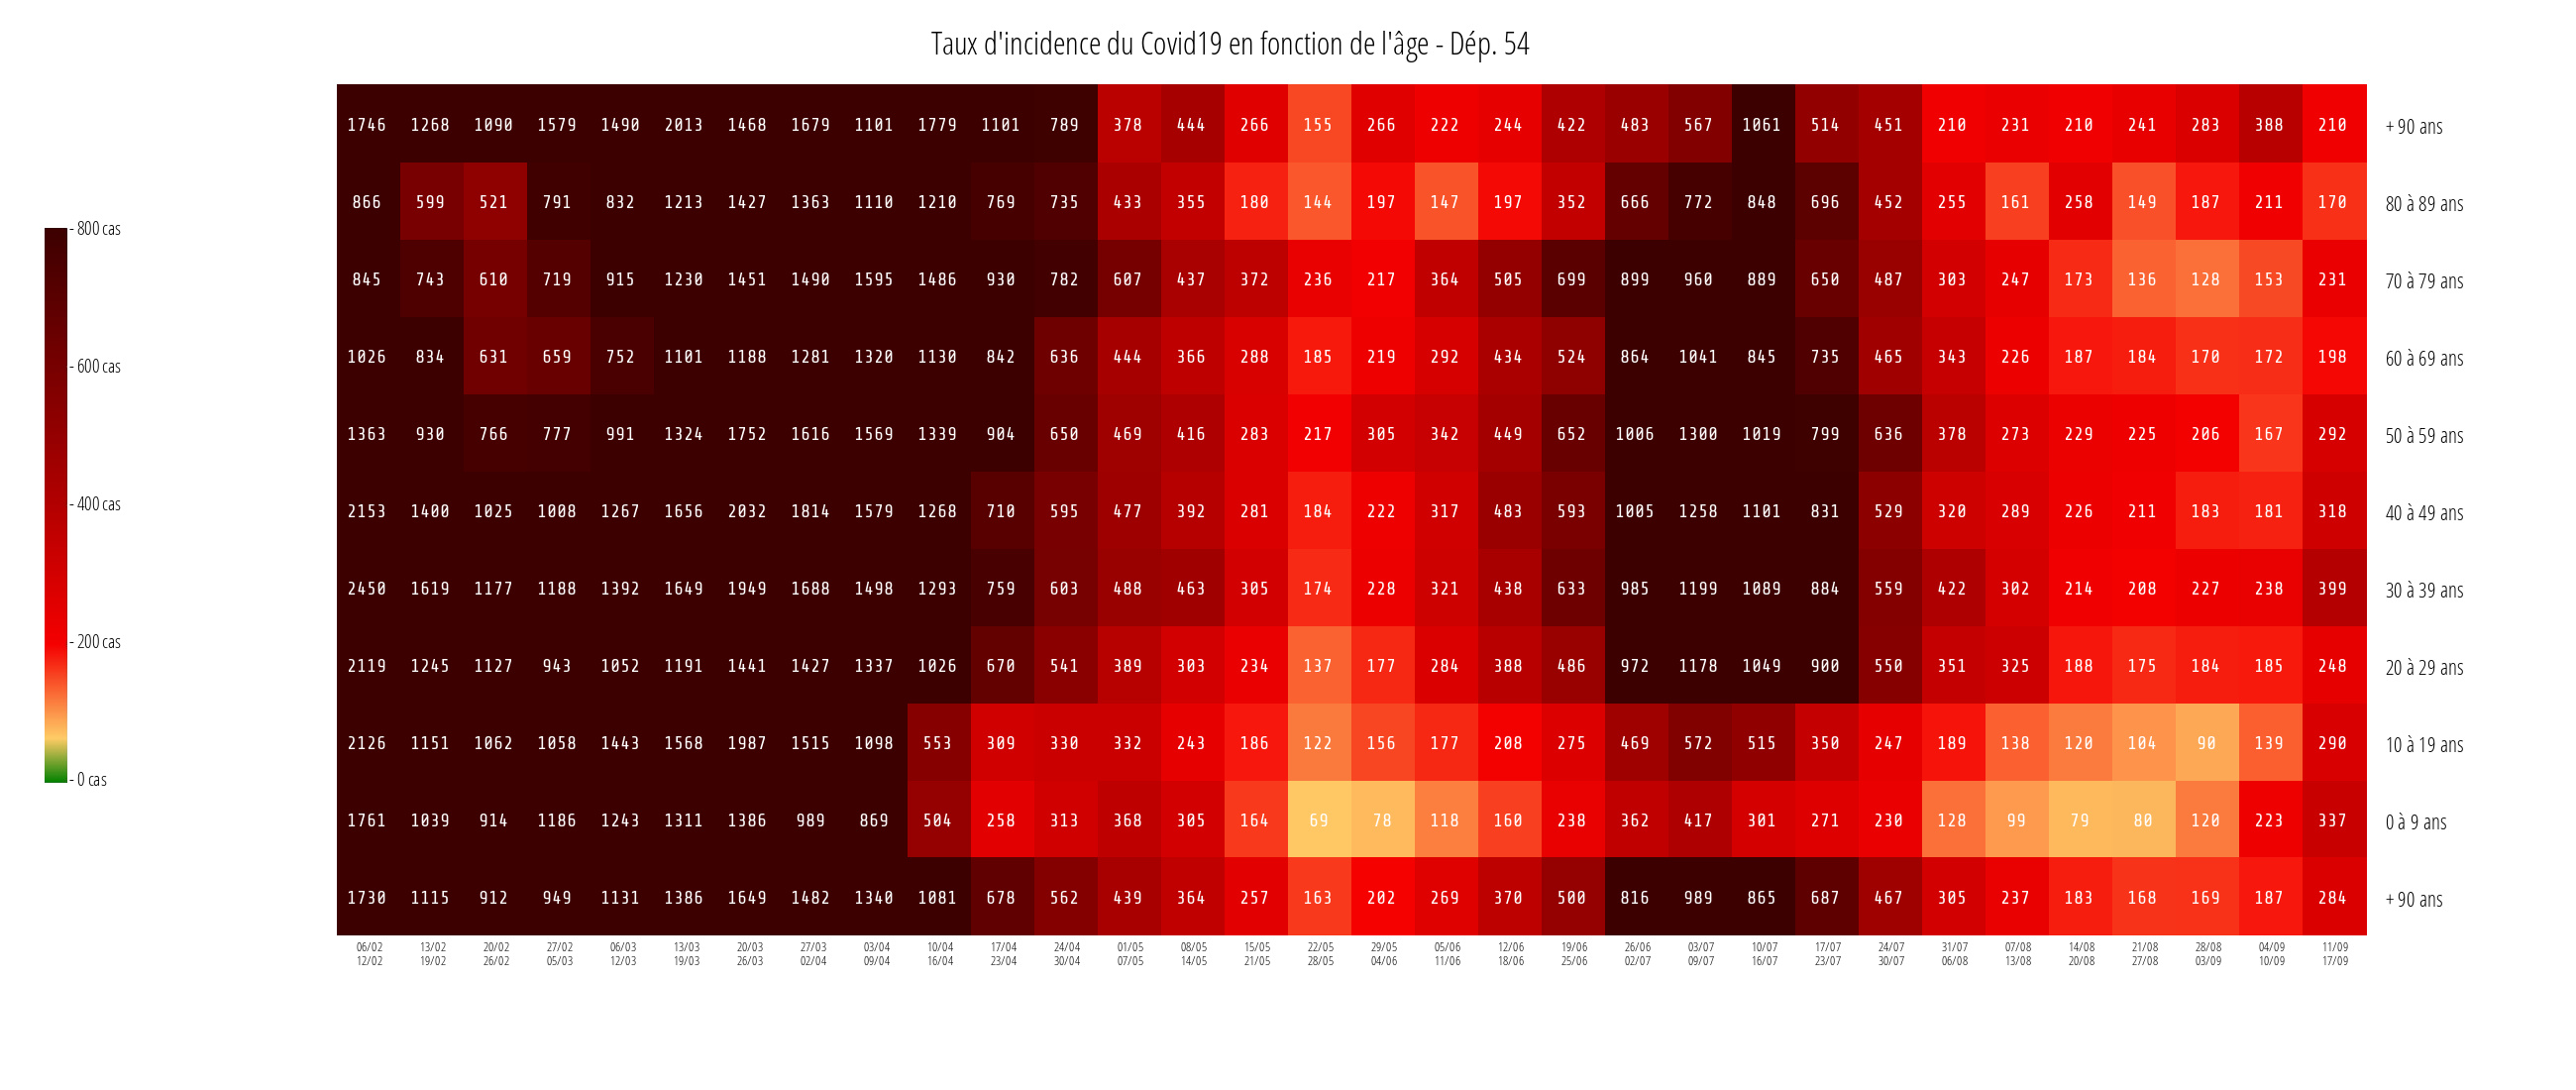 Taux d'incidence du Covid19 en fonction de l'âge - Dép. 54
1746 1268 1090 1579 1490 2013 1468 1679 1101 1779 1101 789 378 444 266 155 266 222 244 422 483 567 1061 514 451 210 231 210 241 283 388 210 + 90 ans
866 599 521 791 832 1213 1427 1363 1110 1210 769 735 433 355 180 144 197 147 197 352 666 772 848 696 452 255 161 258 149 187 211 170 80 à 89 ans
- 800 cas
845 743 610 719 915 1230 1451 1490 1595 1486 930 782 607 437 372 236 217 364 505 699 899 960 889 650 487 303 247 173 136 128 153 231 70 à 79 ans
1026 834 631 659 752 1101 1188 1281 1320 1130 842 636 444 366 288 185 219 292 434 524 864 1041 845 735 465 343 226 187 184 170 172 198 60 à 69 ans
- 600 cas
1363 930 766 777 991 1324 1752 1616 1569 1339 904 650 469 416 283 217 305 342 449 652 1006 1300 1019 799 636 378 273 229 225 206 167 292 50 à 59 ans
- 400 cas
2153 1400 1025 1008 1267 1656 2032 1814 1579 1268 710 595 477 392 281 184 222 317 483 593 1005 1258 1101 831 529 320 289 226 211 183 181 318 40 à 49 ans
2450 1619 1177 1188 1392 1649 1949 1688 1498 1293 759 603 488 463 305 174 228 321 438 633 985 1199 1089 884 559 422 302 214 208 227 238 399 30 à 39 ans
- 200 cas
2119 1245 1127 943 1052 1191 1441 1427 1337 1026 670 541 389 303 234 137 177 284 388 486 972 1178 1049 900 550 351 325 188 175 184 185 248 20 à 29 ans
2126 1151 1062 1058 1443 1568 1987 1515 1098 553 309 330 332 243 186 122 156 177 208 275 469 572 515 350 247 189 138 120 104 90 139 290 10 à 19 ans
- 0 cas
1761 1039 914 1186 1243 1311 1386 989 869 504 258 313 368 305 164 69 78 118 160 238 362 417 301 271 230 128 99 79 80 120 223 337 0 à 9 ans
1730 1115 912 949 1131 1386 1649 1482 1340 1081 678 562 439 364 257 163 202 269 370 500 816 989 865 687 467 305 237 183 168 169 187 284 + 90 ans
06/02 13/02 20/02 27/02 06/03 13/03 20/03 27/03 03/04 10/04 17/04 24/04 01/05 08/05 15/05 22/05 29/05 05/06 12/06 19/06 26/06 03/07 10/07 17/07 24/07 31/07 07/08 14/08 21/08 28/08 04/09 11/09
12/02 19/02 26/02 05/03 12/03 19/03 26/03 02/04 09/04 16/04 23/04 30/04 07/05 14/05 21/05 28/05 04/06 11/06 18/06 25/06 02/07 09/07 16/07 23/07 30/07 06/08 13/08 20/08 27/08 03/09 10/09 17/09